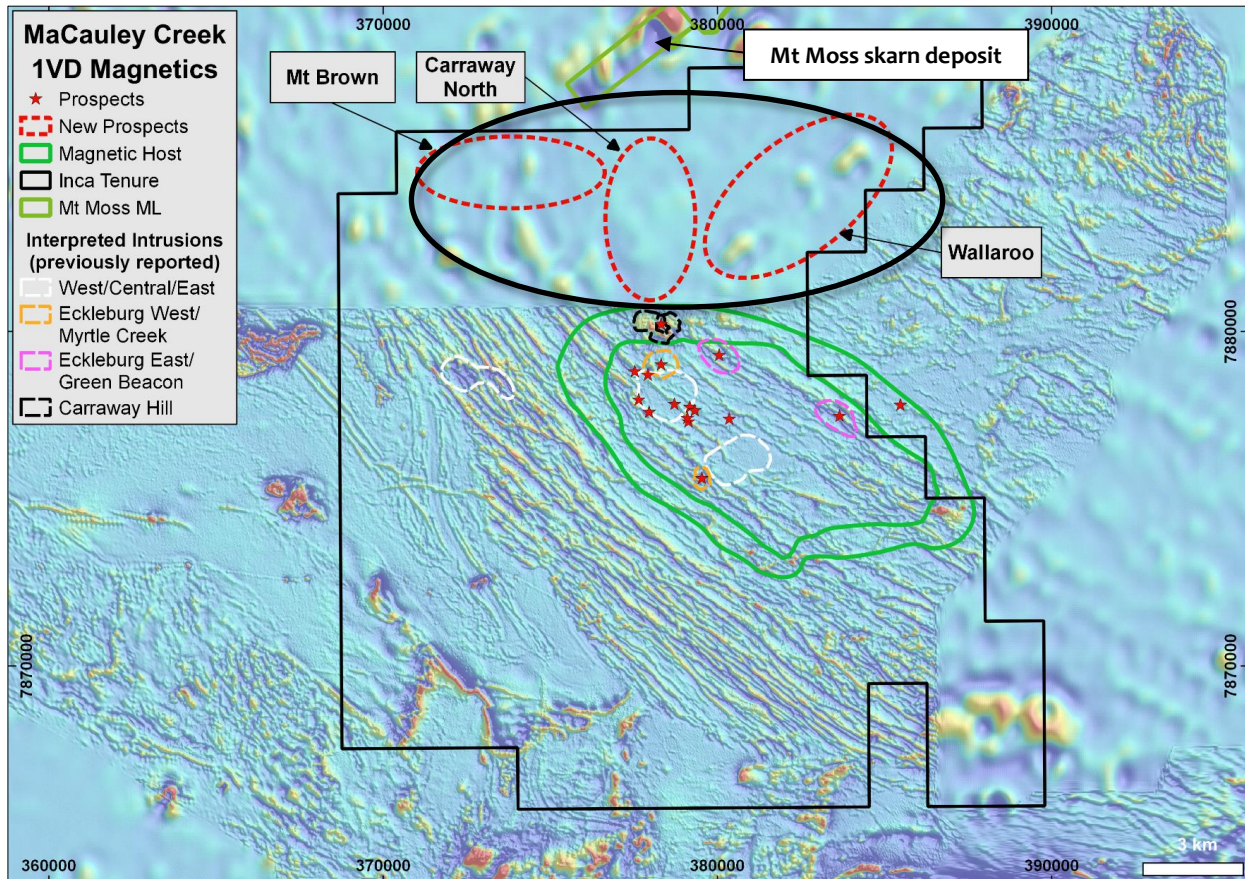 370000
380000
390000
MaCauley Creek
1VD Magnetics
Prospects
New Prospects
Magnetic Host
Inca Tenure
Mt Moss ML
Interpreted Intrusions
(previously reported)
West/Central/East
Eckleburg West/
Myrtle Creek
Eckleburg East/
Green Beacon
Carraway Hill
Mt Brown
Carraway
North
Mt Moss skarn deposit
Wallaroo
7880000
7870000
7870000
360000
370000
380000
390000
3 km